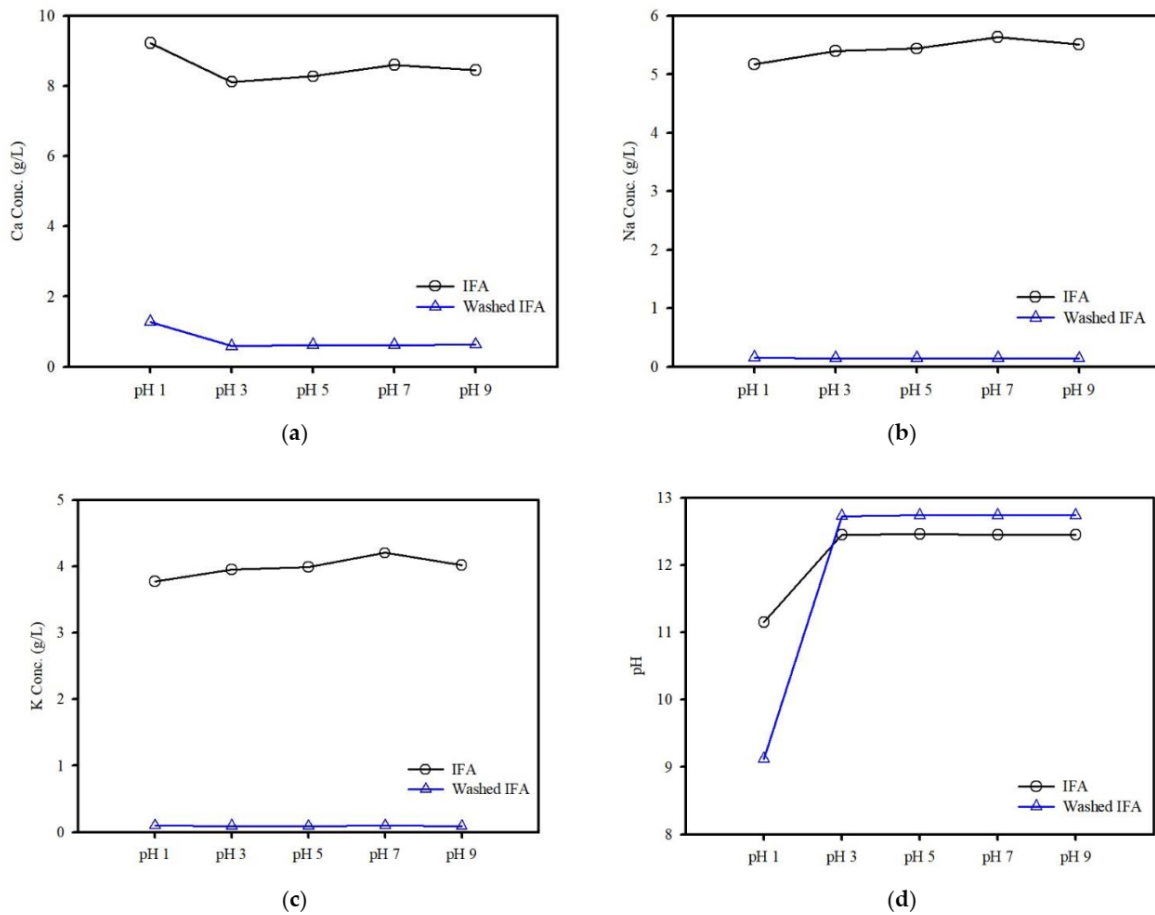 10
8
6
4
2
0
Ca Conc. (g/L)
IFA
Washed IFA
pH 1 pH 3 pH 5 pH 7 pH 9
(a)
6
5
4
3
2
1
0
Na Conc. (g/L)
IFA
Washed IFA
pH 1 pH 3 pH 5 pH 7 pH 9
(b)
5
4
3
2
1
0
K Conc. (g/L)
IFA
Washed IFA
pH 1 pH 3 pH 5 pH 7 pH 9
(c)
13
12
11
10
9
8
pH
IFA
Washed IFA
pH 1 pH 3 pH 5 pH 7 pH 9
(d)